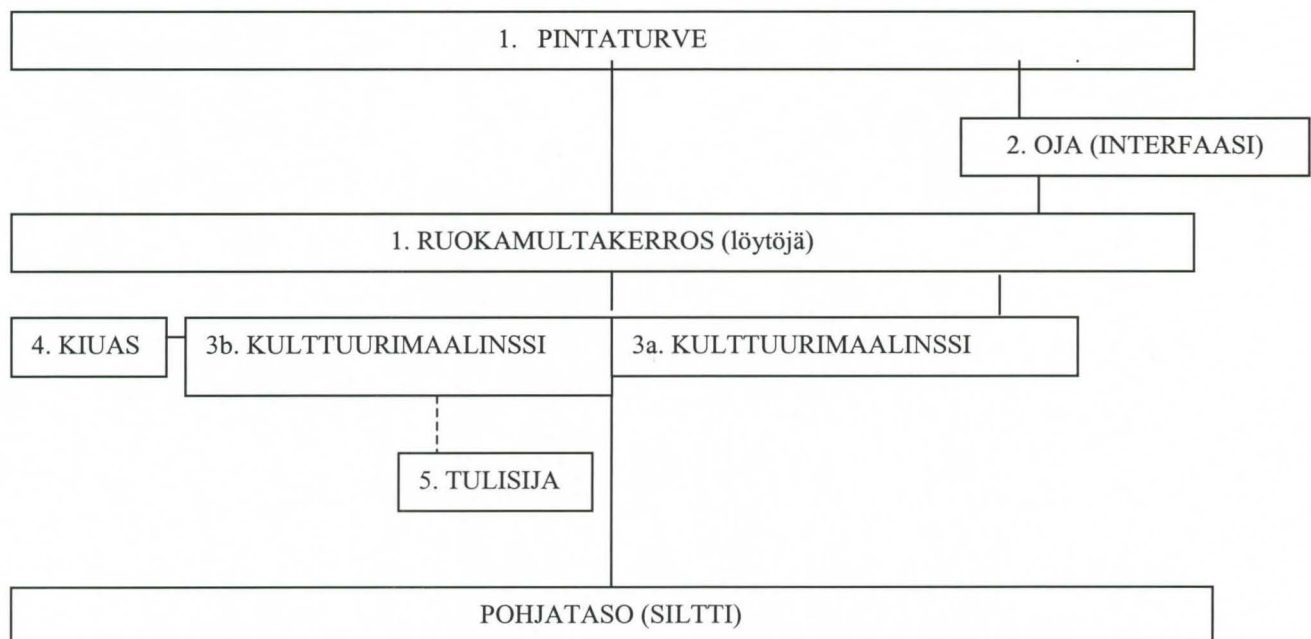 1. PINTATURVE
2. OJA (INTERFAASI)
1. RUOKAMULTAKERROS (löytöjä)
4. KIUAS
3b. KULTTUURIMAALINSSI
3a. KULTTUURIMAALINSSI
5. TULISIJA
POHJATASO (SILTTI)